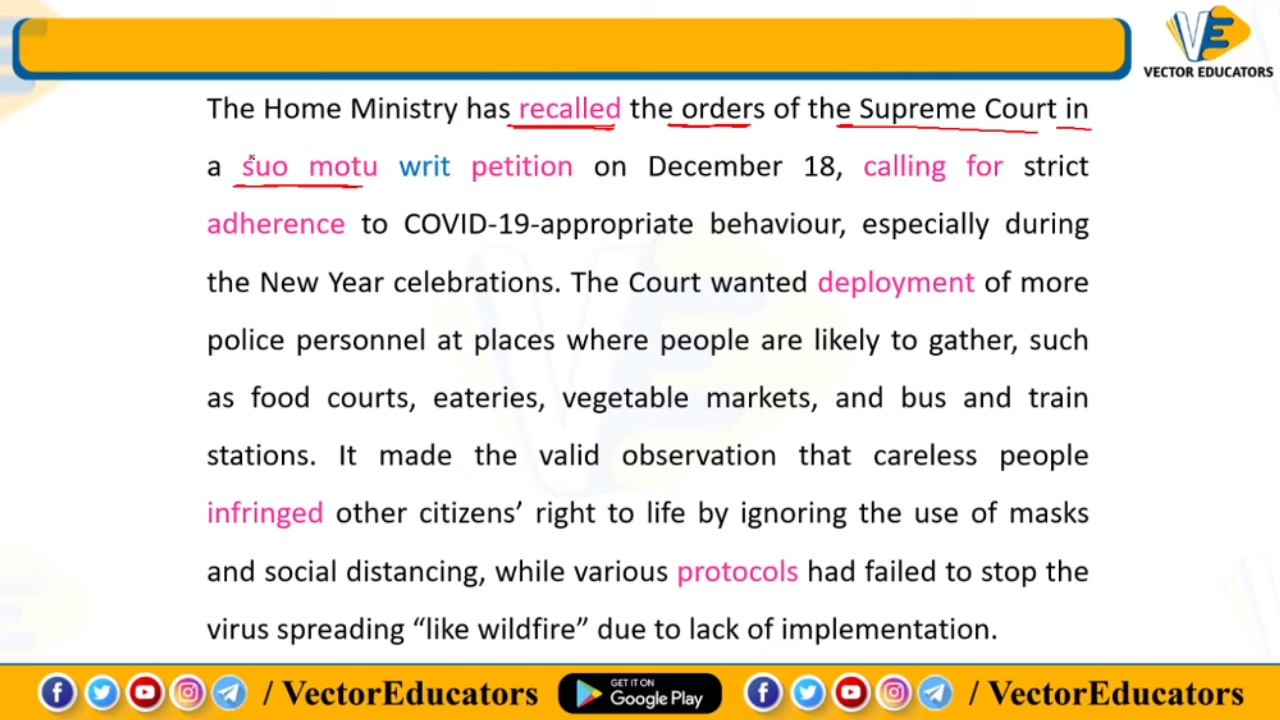 VE
VECTOR EDUCATORS
The Home Ministry has recalled the orders of the Supreme Court in
a suo motu writ petition on December 18, calling for strict
adherence to COVID-19-appropriate behaviour, especially during
the New Year celebrations. The Court wanted deployment of more
police personnel at places where people are likely to gather, such
as food courts, eateries, vegetable markets, and bus and train
stations. It made the valid observation that careless people
infringed other citizens’ right to life by ignoring the use of masks
and social distancing, while various protocols had failed to stop the
virus spreading “like wildfire” due to lack of implementation.
/ VectorEducators GET IT ON Google Play / VectorEducators